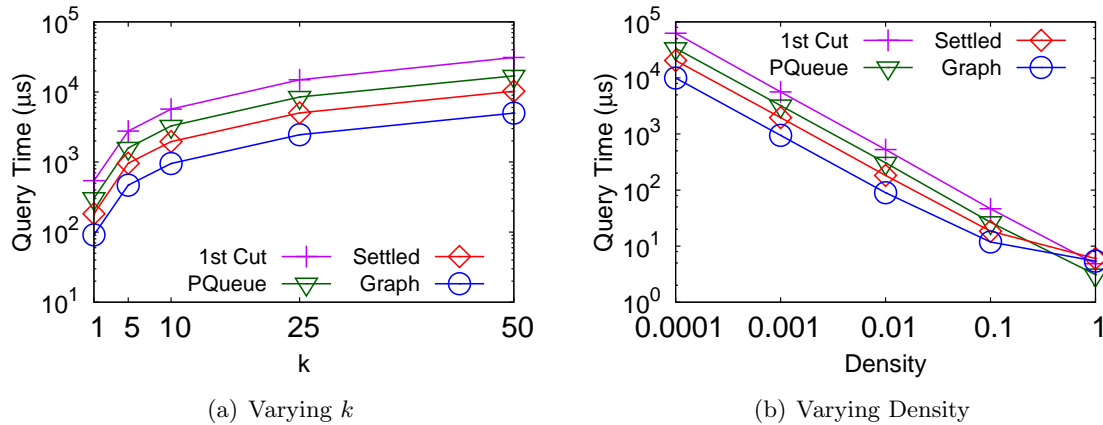 10^5
10^4
10^3
10^2
10^1
Query Time (µs)
1st Cut
PQueue
Settled
Graph
1 5 10 25 50
k
(a) Varying k
10^5
10^4
10^3
10^2
10^1
10^0
Query Time (µs)
1st Cut
PQueue
Settled
Graph
0.0001 0.001 0.01 0.1 1
Density
(b) Varying Density